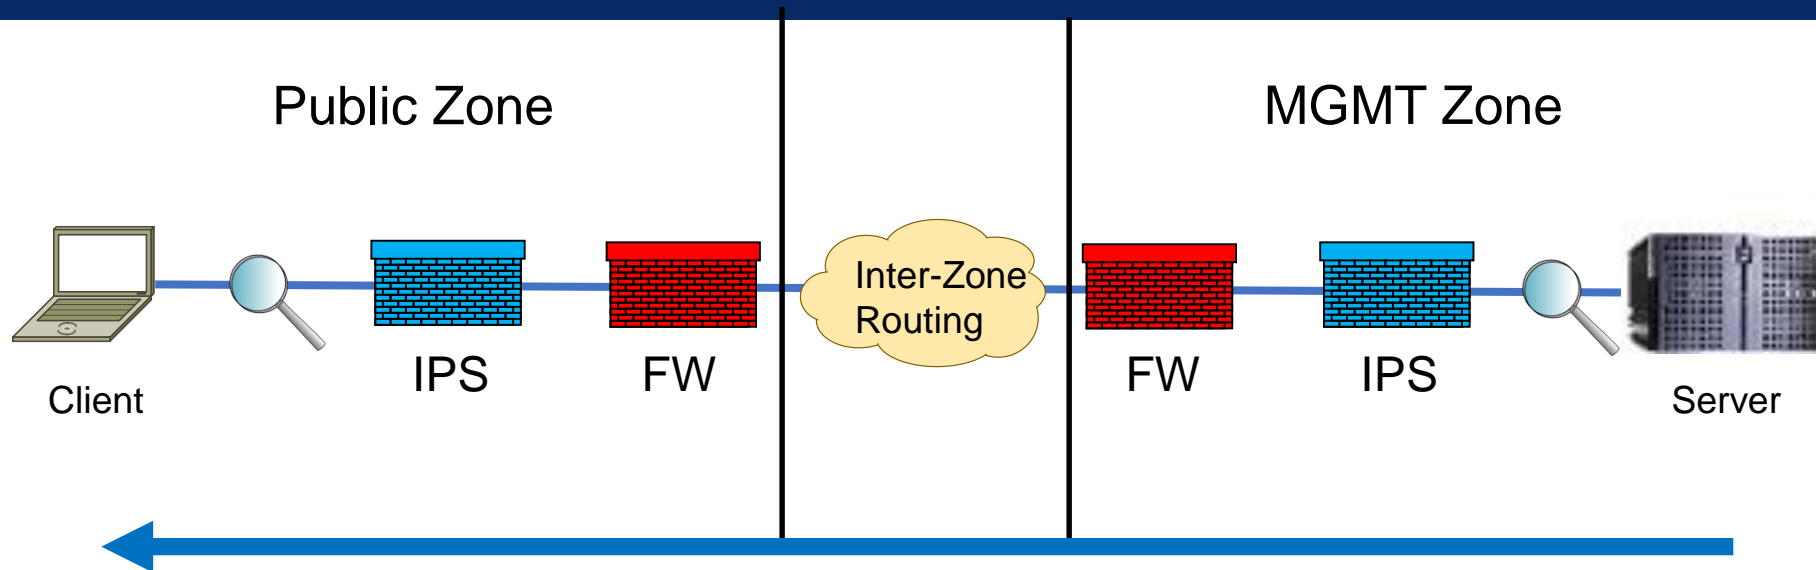 Public Zone
MGMT Zone
Inter-Zone
Routing
IPS
FW
FW
IPS
Client
Server